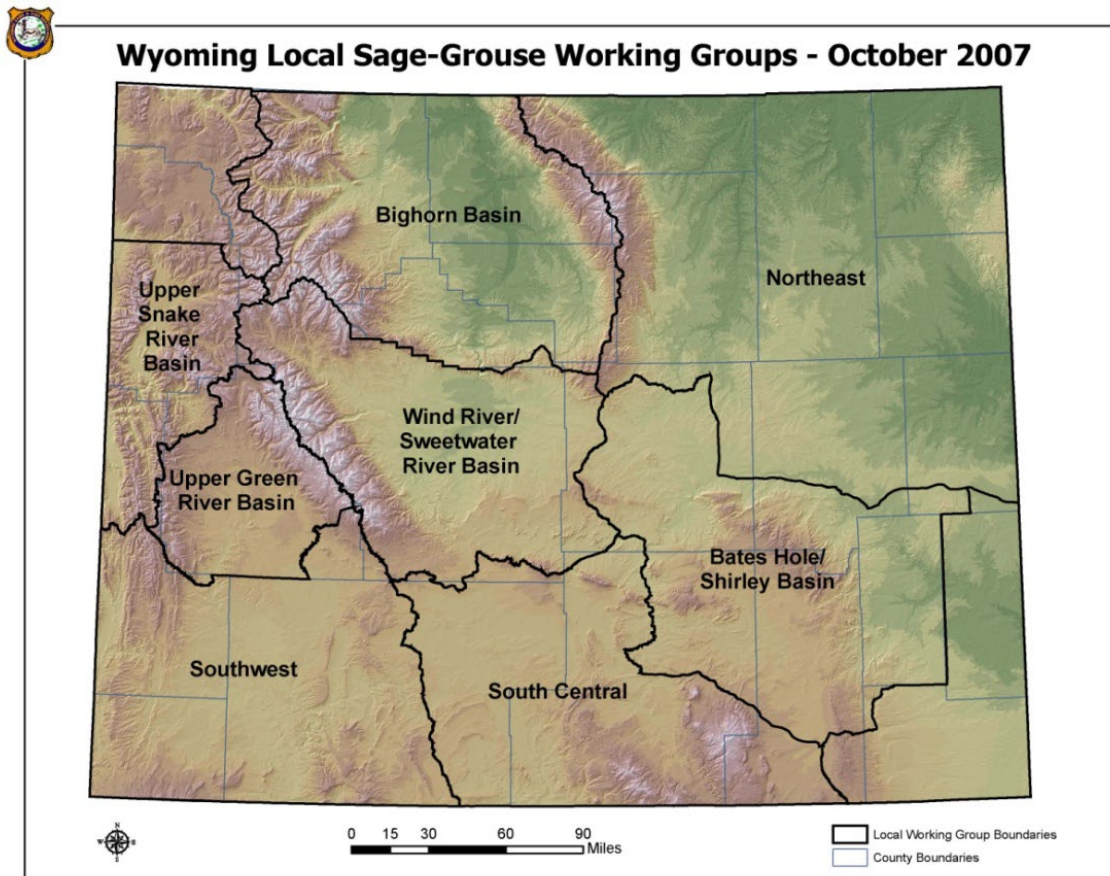 Wyoming Local Sage-Grouse Working Groups - October 2007
Bighorn Basin
Northeast
Upper
Snake
River
Basin
Wind River/
Sweetwater
River Basin
Upper Green
River Basin
Bates Hole/
Shirley Basin
Southwest
South Central
N
W
E
S
0 15 30 60 90
Miles
Local Working Group Boundaries
County Boundaries